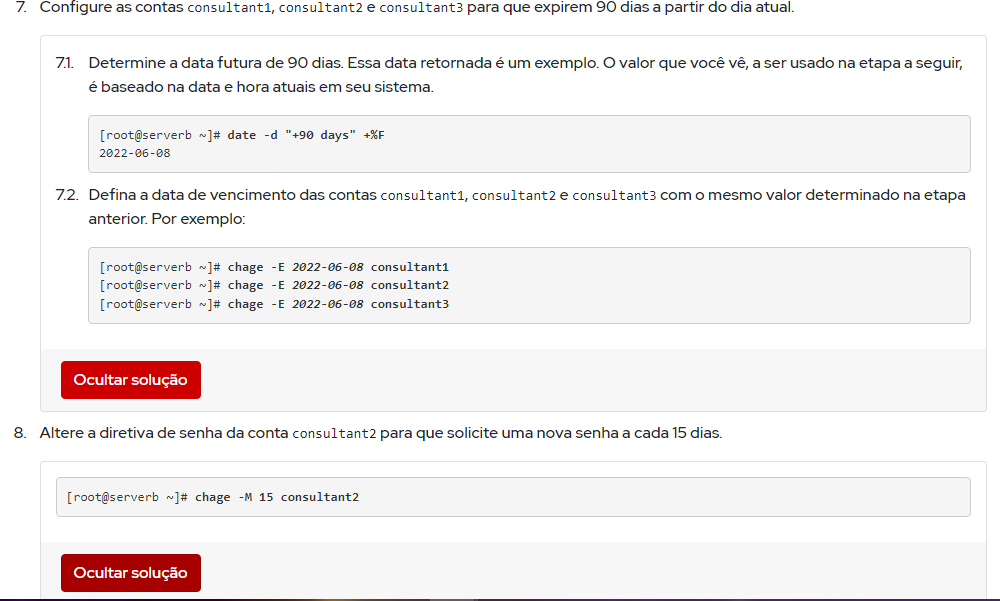 7. Configure as contas consultant1, consultant2 e consultant3 para que expirem 90 dias a partir do dia atual.
7.1. Determine a data futura de 90 dias. Essa data retornada é um exemplo. O valor que você vê, a ser usado na etapa a seguir,
é baseado na data e hora atuais em seu sistema.
[root@serverb ~]# date -d "+90 days" +%F
2022-06-08
7.2. Defina a data de vencimento das contas consultant1, consultant2 e consultant3 com o mesmo valor determinado na etapa
anterior. Por exemplo:
[root@serverb ~]# chage -E 2022-06-08 consultant1
[root@serverb ~]# chage -E 2022-06-08 consultant2
[root@serverb ~]# chage -E 2022-06-08 consultant3
Ocultar solução
8. Altere a diretiva de senha da conta consultant2 para que solicite uma nova senha a cada 15 dias.
[root@serverb ~]# chage -M 15 consultant2
Ocultar solução